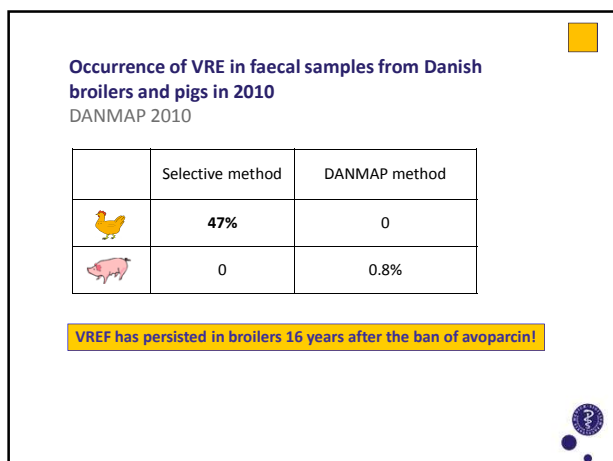 Occurrence of VRE in faecal samples from Danish
broilers and pigs in 2010
DANMAP 2010
Selective method DANMAP method
47% 0
0 0.8%
VREF has persisted in broilers 16 years after the ban of avoparcin!